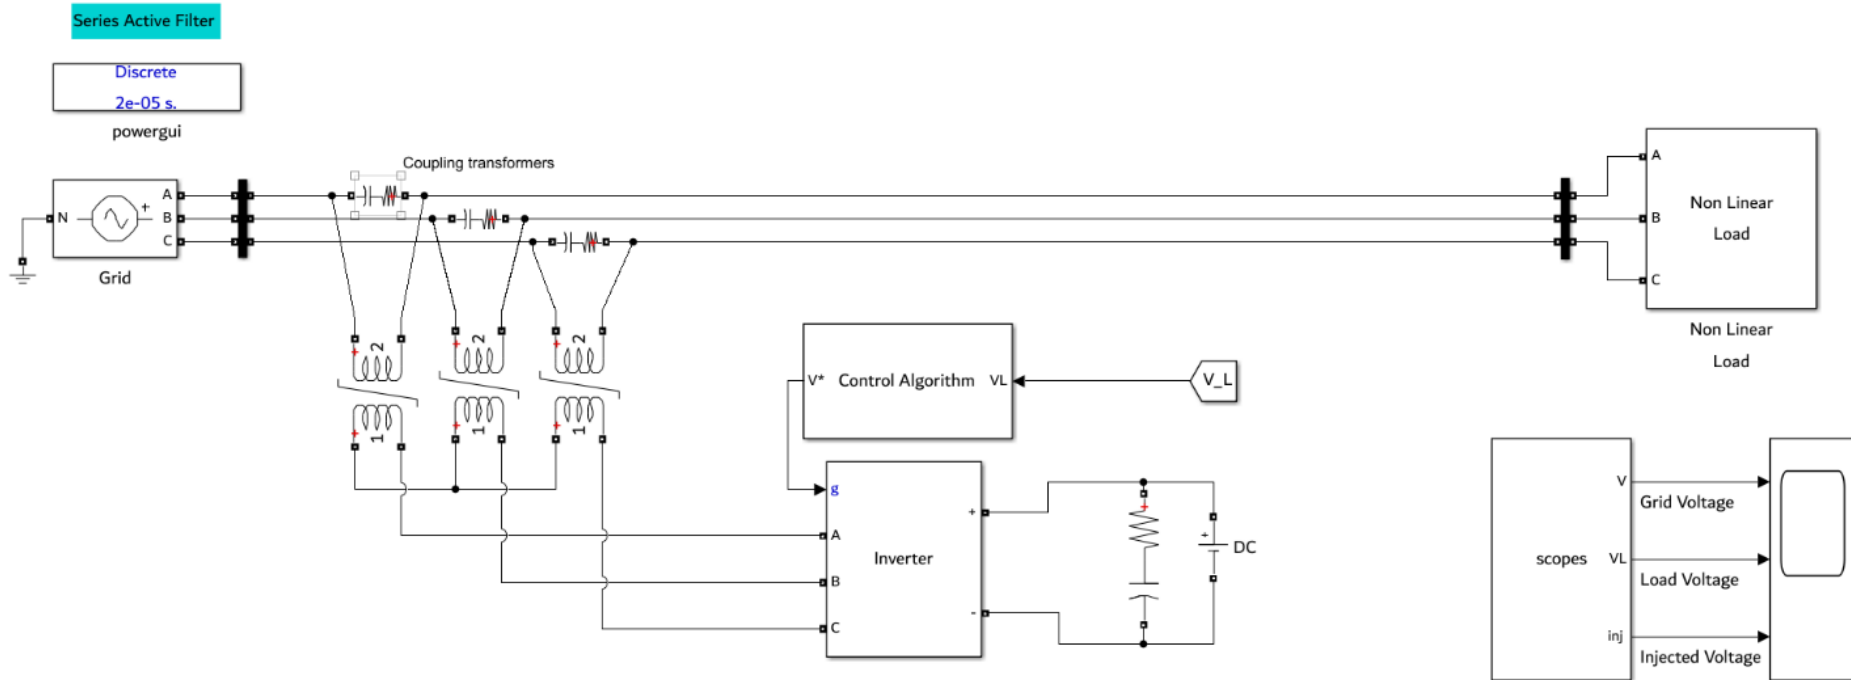 Series Active Filter
Discrete
2e-05 s.
powergui
Coupling transformers
N
+
A
B
C
Grid
A
B
C
Non Linear
Load
Non Linear
Load
2
2
2
1
1
1
V*
Control Algorithm
VL
V_L
g
A
B
C
Inverter
+
-
+
DC
scopes
V
VL
inj
Grid Voltage
Load Voltage
Injected Voltage